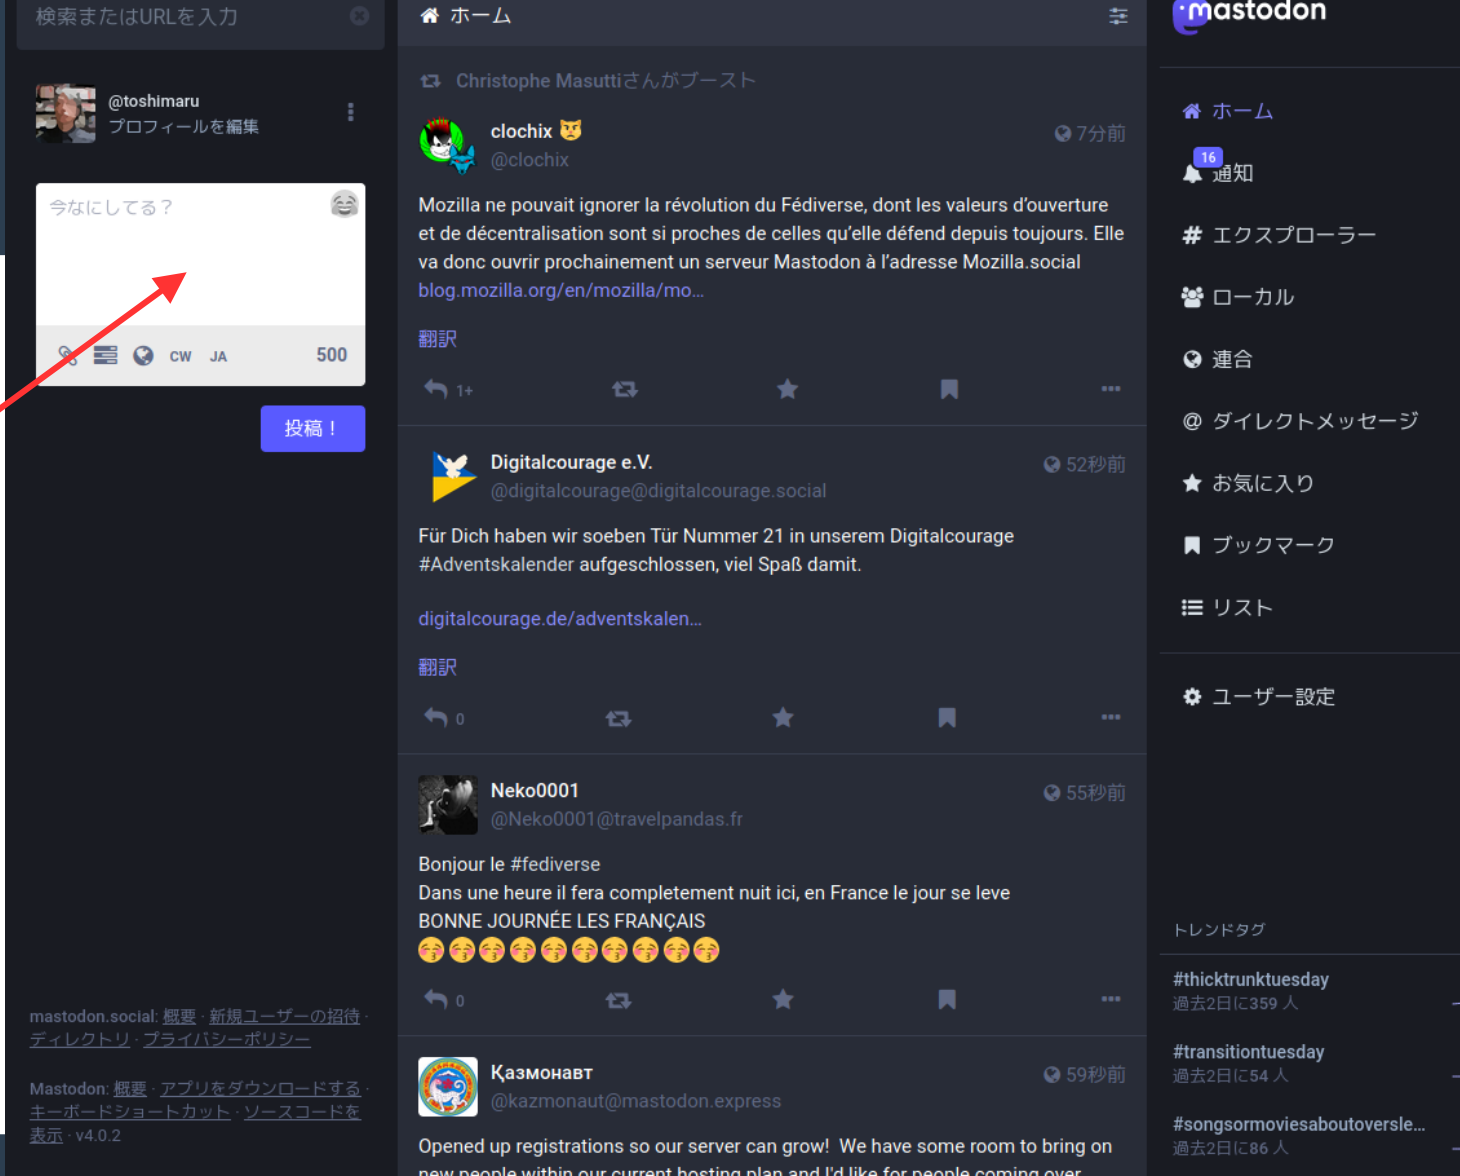 検索またはURLを入力
@toshimaru
プロフィールを編集
今なにしてる？
CW JA 500
投稿！
mastodon.social: 概要 · 新規ユーザーの招待 ·
ディレクトリ · プライバシーポリシー
Mastodon: 概要 · アプリをダウンロードする ·
キーボードショートカット · ソースコードを
表示 · v4.0.2
ホーム
Christophe Masuttiさんがブースト
clochix 😾
@clochix
7分前
Mozilla ne pouvait ignorer la révolution du Fédiverse, dont les valeurs d’ouverture
et de décentralisation sont si proches de celles qu’elle défend depuis toujours. Elle
va donc ouvrir prochainement un serveur Mastodon à l’adresse Mozilla.social
blog.mozilla.org/en/mozilla/mo…
翻訳
1+
Digitalcourage e.V.
@digitalcourage@digitalcourage.social
52秒前
Für Dich haben wir soeben Tür Nummer 21 in unserem Digitalcourage
#Adventskalender aufgeschlossen, viel Spaß damit.
digitalcourage.de/adventskalen…
翻訳
0
Neko0001
@Neko0001@travelpandas.fr
55秒前
Bonjour le #fediverse
Dans une heure il fera completement nuit ici, en France le jour se leve
BONNE JOURNÉE LES FRANÇAIS
😚😚😚😚😚😚😚😚😚😚
0
Қазмонавт
@kazmonaut@mastodon.express
59秒前
Opened up registrations so our server can grow! We have some room to bring on
new people within our current hosting plan and I'd like for people coming over
mastodon
ホーム
16
通知
# エクスプローラー
ローカル
連合
@ ダイレクトメッセージ
お気に入り
ブックマーク
リスト
ユーザー設定
トレンドタグ
#thicktrunktuesday
過去2日に359 人
#transitiontuesday
過去2日に54 人
#songsormoviesaboutoversle…
過去2日に86 人